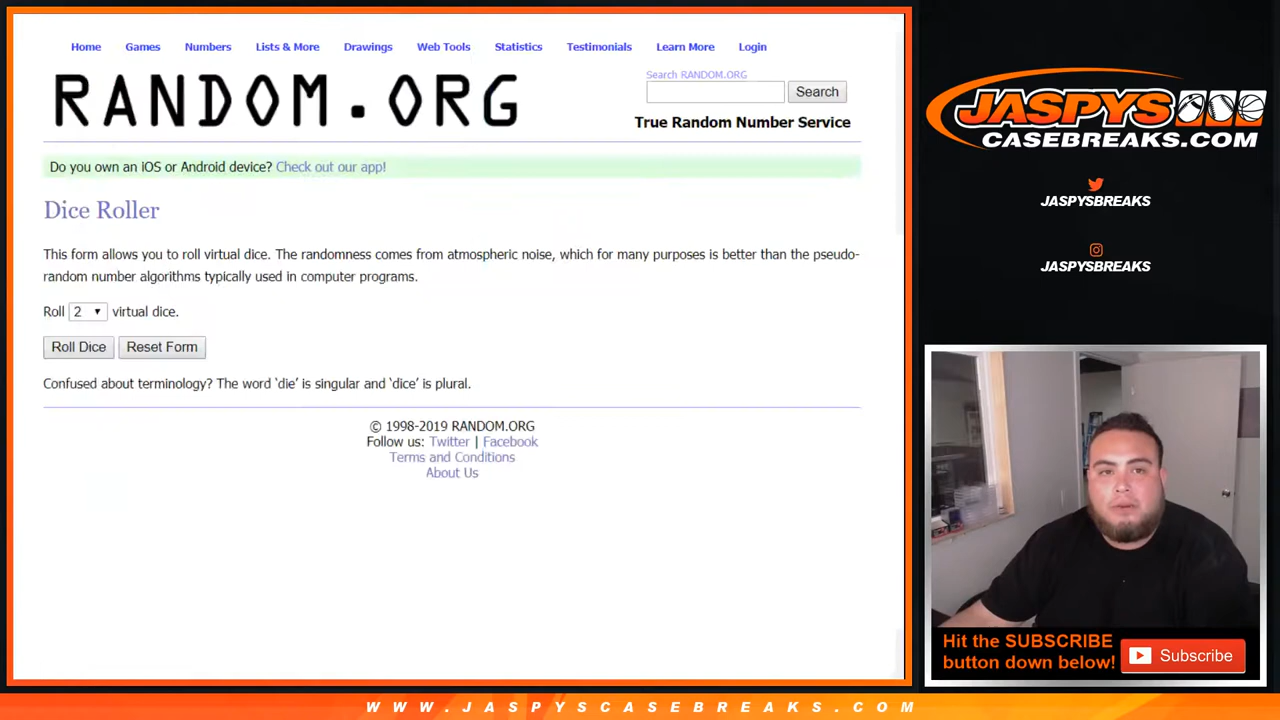 Home Games Numbers Lists & More Drawings Web Tools Statistics Testimonials Learn More Login
RANDOM.ORG
Search RANDOM.ORG
Search
True Random Number Service
Do you own an iOS or Android device? Check out our app!
Dice Roller
This form allows you to roll virtual dice. The randomness comes from atmospheric noise, which for many purposes is better than the pseudo-
random number algorithms typically used in computer programs.
Roll 2 virtual dice.
Roll Dice Reset Form
Confused about terminology? The word ‘die’ is singular and ‘dice’ is plural.
© 1998-2019 RANDOM.ORG
Follow us: Twitter | Facebook
Terms and Conditions
About Us
JASPYS
CASEBREAKS.COM
JASPYSBREAKS
JASPYSBREAKS
Hit the SUBSCRIBE
button down below!
Subscribe
WWW.JASPYSCASEBREAKS.COM